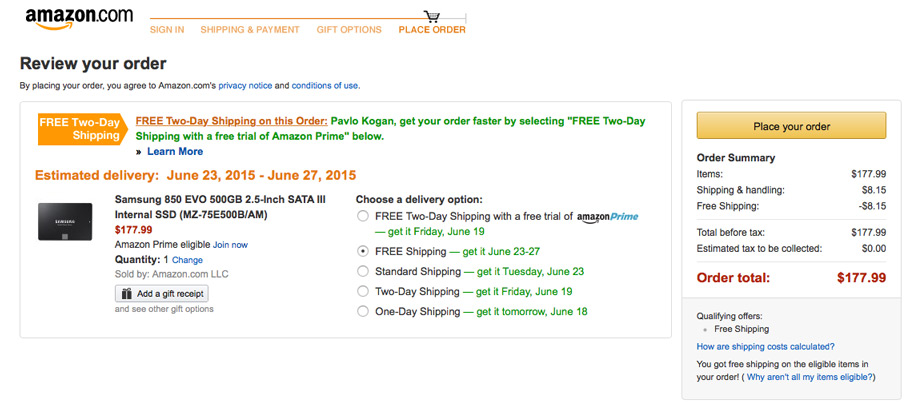 amazon.com
SIGN IN SHIPPING & PAYMENT GIFT OPTIONS PLACE ORDER
Review your order
By placing your order, you agree to Amazon.com's privacy notice and conditions of use.
FREE Two-Day
Shipping
FREE Two-Day Shipping on this Order: Pavlo Kogan, get your order faster by selecting "FREE Two-Day
Shipping with a free trial of Amazon Prime" below.
» Learn More
Estimated delivery: June 23, 2015 - June 27, 2015
SAMSUNG
Samsung 850 EVO 500GB 2.5-Inch SATA III
Internal SSD (MZ-75E500B/AM)
$177.99
Amazon Prime eligible Join now
Quantity: 1 Change
Sold by: Amazon.com LLC
Add a gift receipt
and see other gift options
Choose a delivery option:
FREE Two-Day Shipping with a free trial of amazonPrime
— get it Friday, June 19
FREE Shipping — get it June 23-27
Standard Shipping — get it Tuesday, June 23
Two-Day Shipping — get it Friday, June 19
One-Day Shipping — get it tomorrow, June 18
Place your order
Order Summary
Items: $177.99
Shipping & handling: $8.15
Free Shipping: -$8.15
Total before tax: $177.99
Estimated tax to be collected: $0.00
Order total: $177.99
Qualifying offers:
Free Shipping
How are shipping costs calculated?
You got free shipping on the eligible items in
your order! ( Why aren't all my items eligible?)